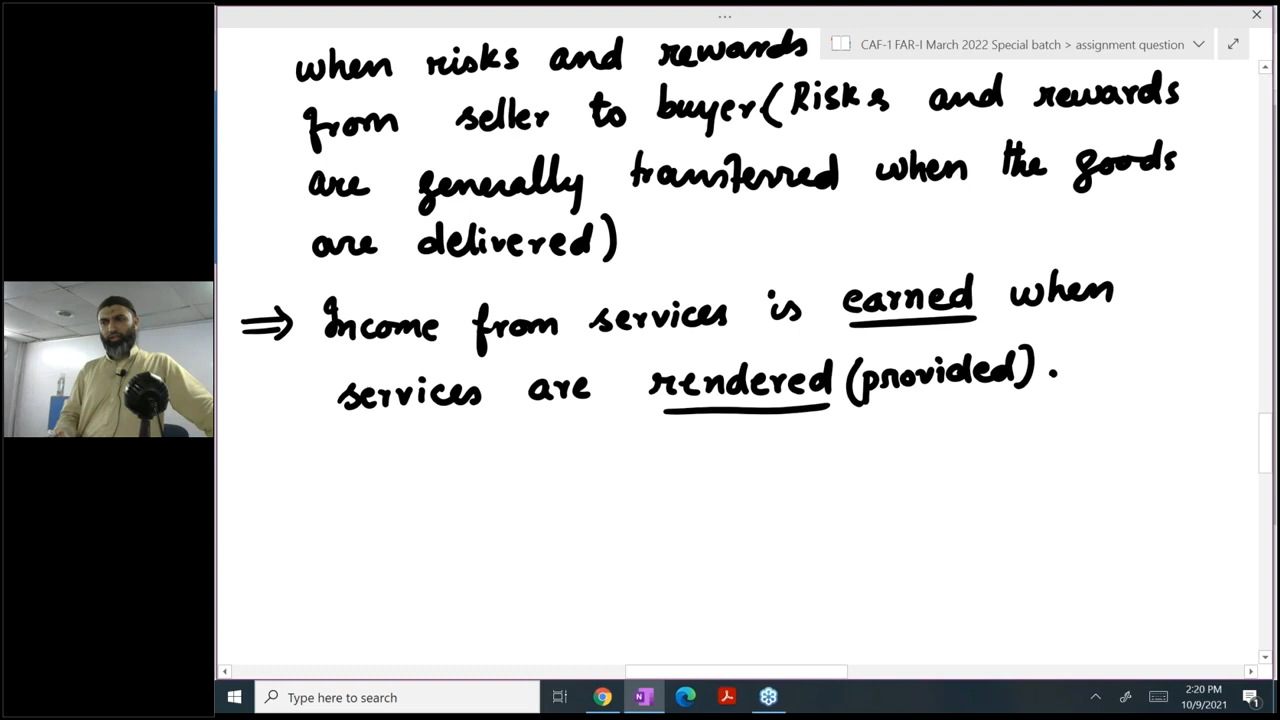 CAF-1 FAR-I March 2022 Special batch > assignment question
when risks and rewards
from seller to buyer (Risks and rewards
are generally transferred when the goods
are delivered)
⇒ Income from services is earned when
services are rendered (provided).
Type here to search
2:20 PM
10/9/2021
1